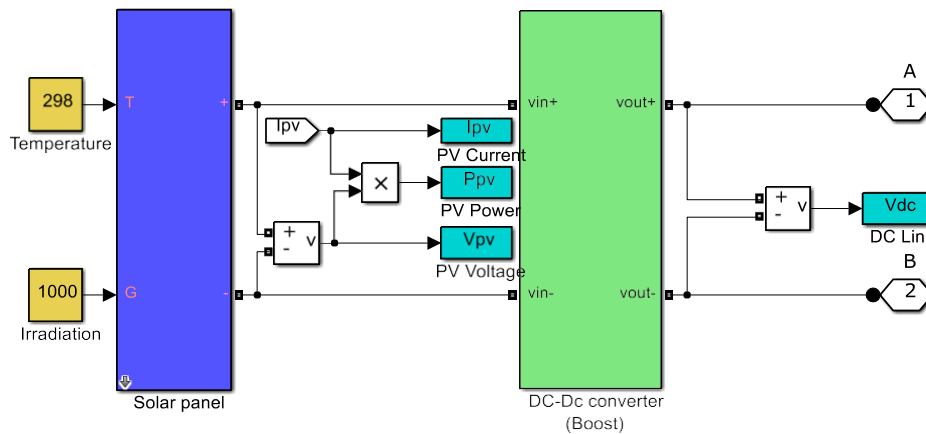 A
298
T
+
vin+
vout+
1
Temperature
Ipv
Ipv
PV Current
×
Ppv
PV Power
+
-
v
Vdc
+
-
v
Vpv
DC Lin
PV Voltage
B
1000
G
-
vin-
vout-
2
Irradiation
Solar panel
DC-Dc converter
(Boost)